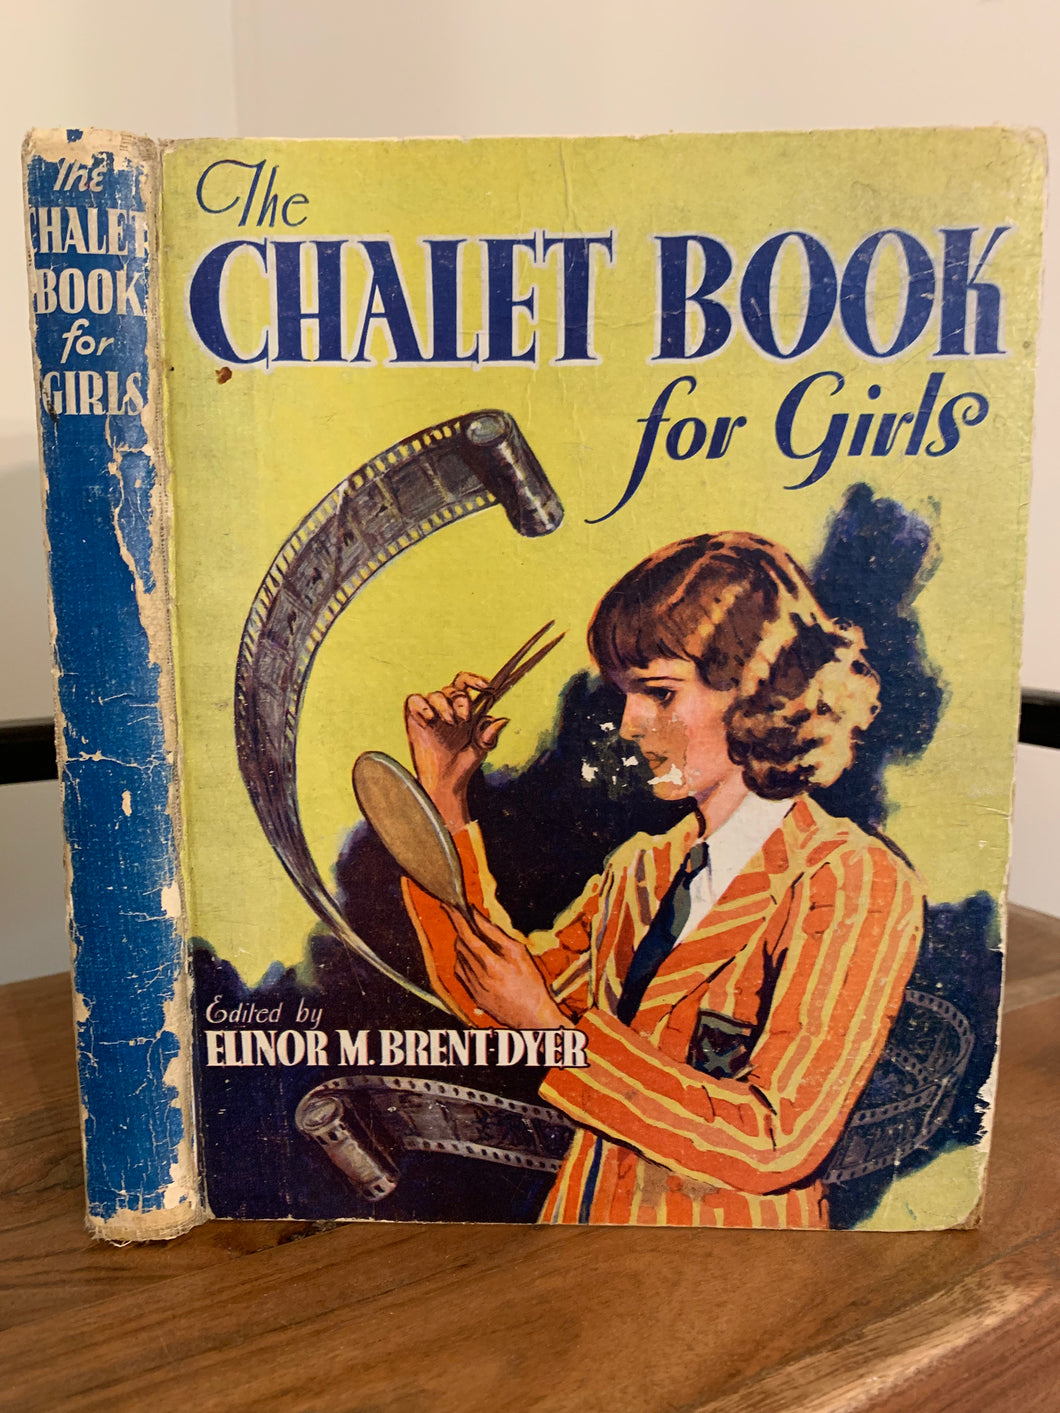 The
CHALET
BOOK
for
GIRLS
The
CHALET BOOK
for Girls
Edited by
ELINOR M. BRENT-DYER